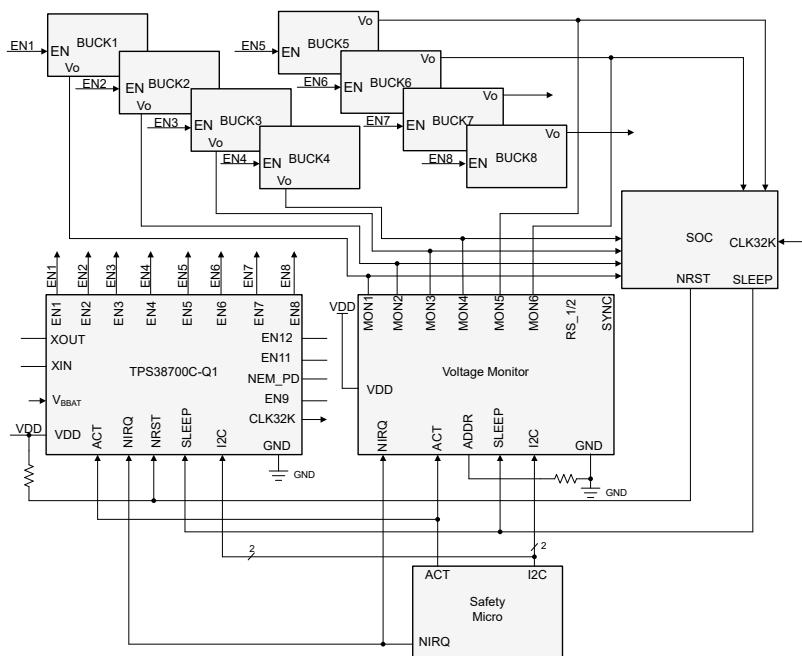 EN1
EN
BUCK1
Vo
EN2
EN
BUCK2
Vo
EN3
EN
BUCK3
Vo
EN4
EN
BUCK4
Vo
EN5
EN
BUCK5
Vo
EN6
EN
BUCK6
Vo
EN7
EN
BUCK7
Vo
EN8
EN
BUCK8
Vo
SOC
CLK32K
NRST
SLEEP
EN1
EN2
EN3
EN4
EN5
EN6
EN7
EN8
EN1
EN2
EN3
EN4
EN5
EN6
EN7
EN8
XOUT
XIN
VBBAT
VDD
VDD
TPS38700C-Q1
EN12
EN11
NEM_PD
EN9
CLK32K
GND
GND
ACT
NIRQ
NRST
SLEEP
I2C
VDD
VDD
MON1
MON2
MON3
MON4
MON5
MON6
RS_1/2
SYNC
Voltage Monitor
NIRQ
ACT
ADDR
SLEEP
I2C
GND
GND
2
2
ACT
I2C
Safety
Micro
NIRQ